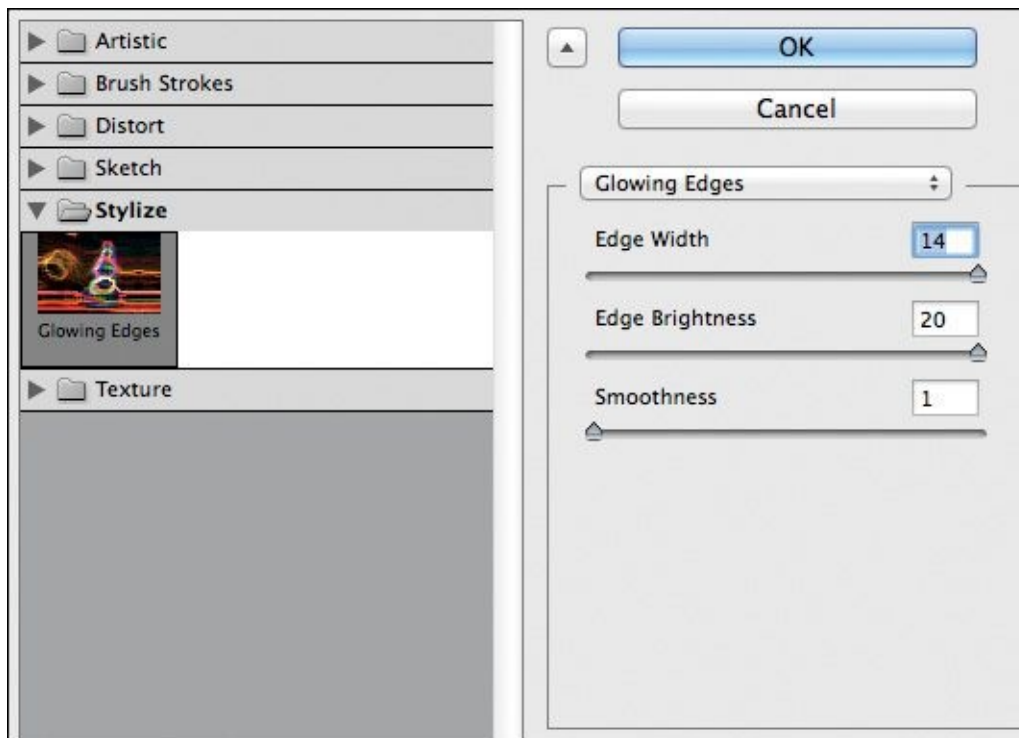 Artistic
Brush Strokes
Distort
Sketch
Stylize
Glowing Edges
Texture
OK
Cancel
Glowing Edges
Edge Width 14
Edge Brightness 20
Smoothness 1